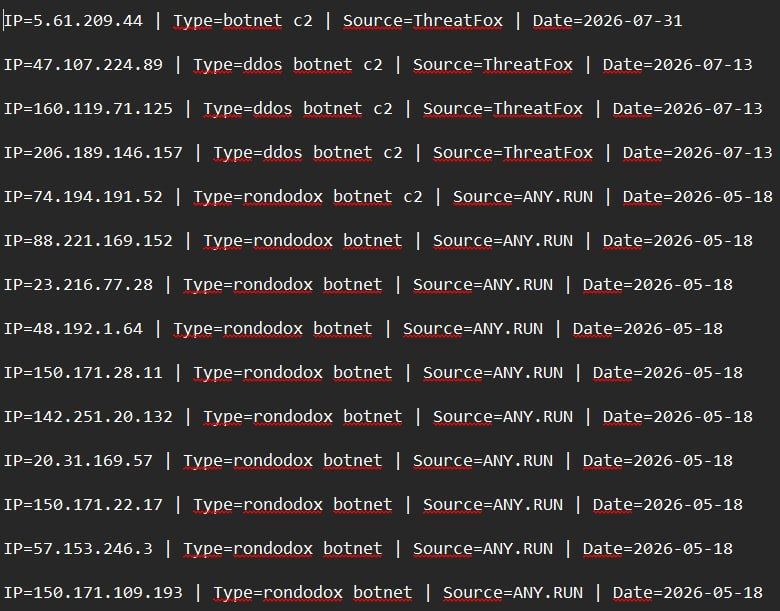 IP=5.61.209.44 | Type=botnet c2 | Source=ThreatFox | Date=2026-07-31
IP=47.107.224.89 | Type=ddos botnet c2 | Source=ThreatFox | Date=2026-07-13
IP=160.119.71.125 | Type=ddos botnet c2 | Source=ThreatFox | Date=2026-07-13
IP=206.189.146.157 | Type=ddos botnet c2 | Source=ThreatFox | Date=2026-07-13
IP=74.194.191.52 | Type=rondodox botnet c2 | Source=ANY.RUN | Date=2026-05-18
IP=88.221.169.152 | Type=rondodox botnet | Source=ANY.RUN | Date=2026-05-18
IP=23.216.77.28 | Type=rondodox botnet | Source=ANY.RUN | Date=2026-05-18
IP=48.192.1.64 | Type=rondodox botnet | Source=ANY.RUN | Date=2026-05-18
IP=150.171.28.11 | Type=rondodox botnet | Source=ANY.RUN | Date=2026-05-18
IP=142.251.20.132 | Type=rondodox botnet | Source=ANY.RUN | Date=2026-05-18
IP=20.31.169.57 | Type=rondodox botnet | Source=ANY.RUN | Date=2026-05-18
IP=150.171.22.17 | Type=rondodox botnet | Source=ANY.RUN | Date=2026-05-18
IP=57.153.246.3 | Type=rondodox botnet | Source=ANY.RUN | Date=2026-05-18
IP=150.171.109.193 | Type=rondodox botnet | Source=ANY.RUN | Date=2026-05-18